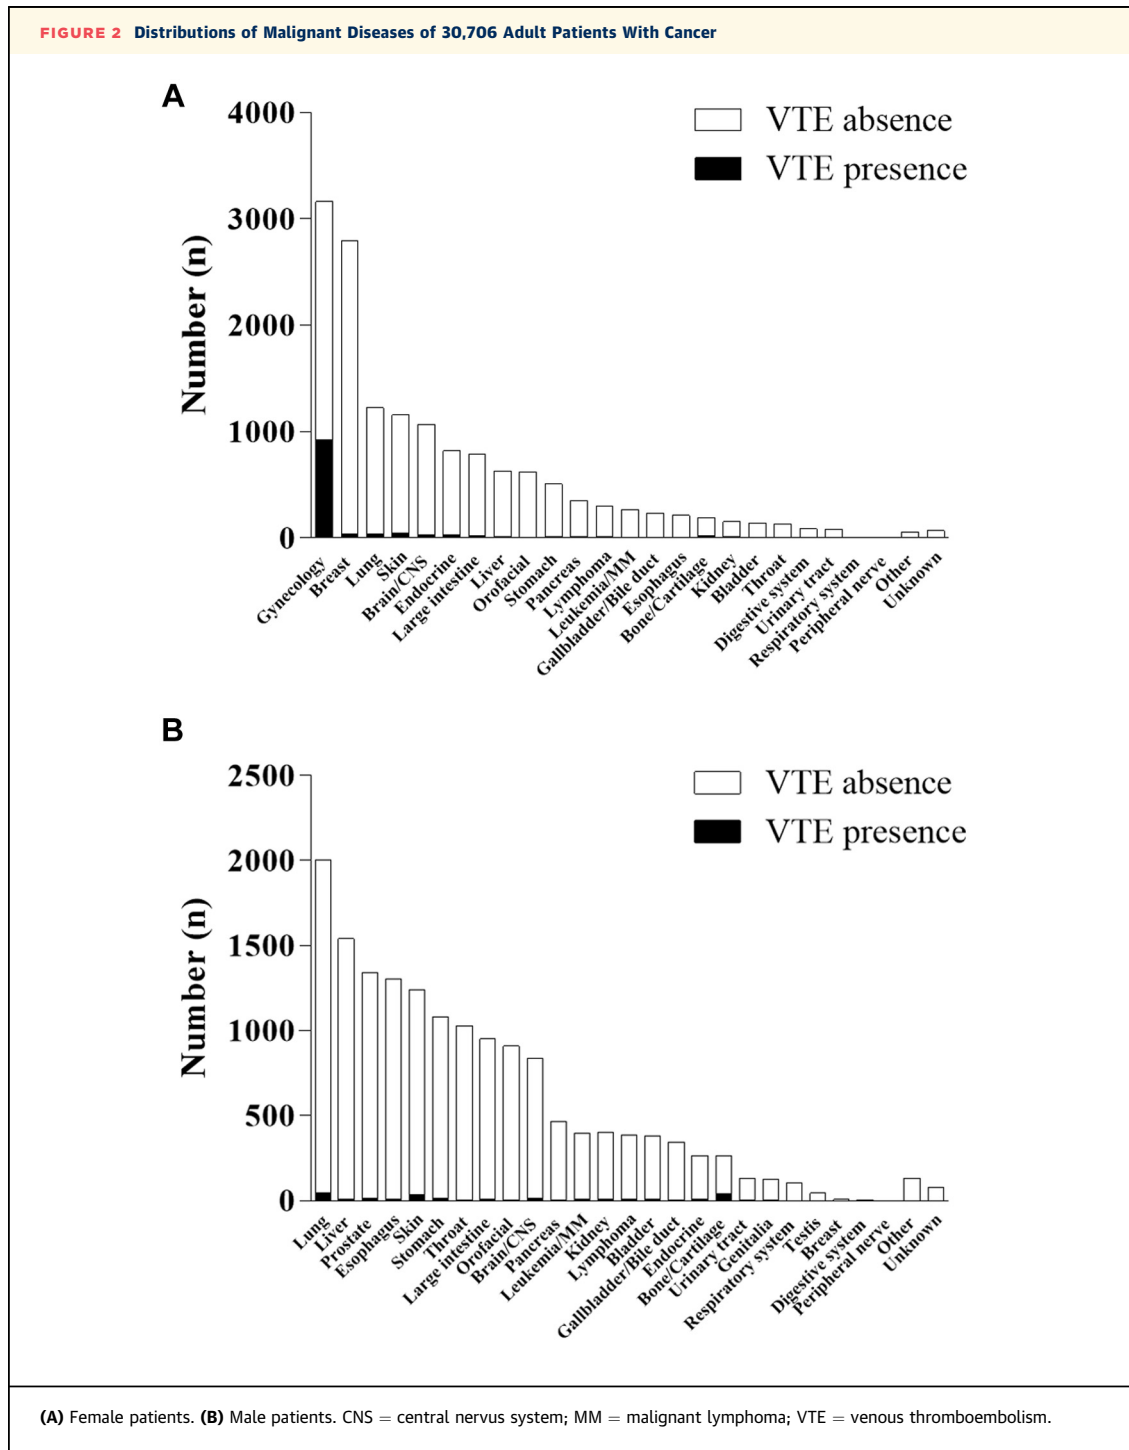 FIGURE 2 Distributions of Malignant Diseases of 30,706 Adult Patients With Cancer
A
VTE absence
VTE presence
Number (n)
4000
3000
2000
1000
0
Gynecology
Breast
Lung
Skin
Brain/CNS
Endocrine
Large intestine
Liver
Orofacial
Stomach
Pancreas
Lymphoma
Leukemia/MM
Gallbladder/Bile duct
Esophagus
Bone/Cartilage
Kidney
Bladder
Throat
Digestive system
Urinary tract
Respiratory system
Peripheral nerve
Other
Unknown
B
VTE absence
VTE presence
Number (n)
2500
2000
1500
1000
500
0
Lung
Liver
Prostate
Esophagus
Skin
Stomach
Throat
Large intestine
Orofacial
Brain/CNS
Pancreas
Leukemia/MM
Kidney
Lymphoma
Bladder
Gallbladder/Bile duct
Endocrine
Bone/Cartilage
Urinary tract
Genitalia
Respiratory system
Testis
Breast
Digestive system
Peripheral nerve
Other
Unknown
(A) Female patients. (B) Male patients. CNS = central nervus system; MM = malignant lymphoma; VTE = venous thromboembolism.